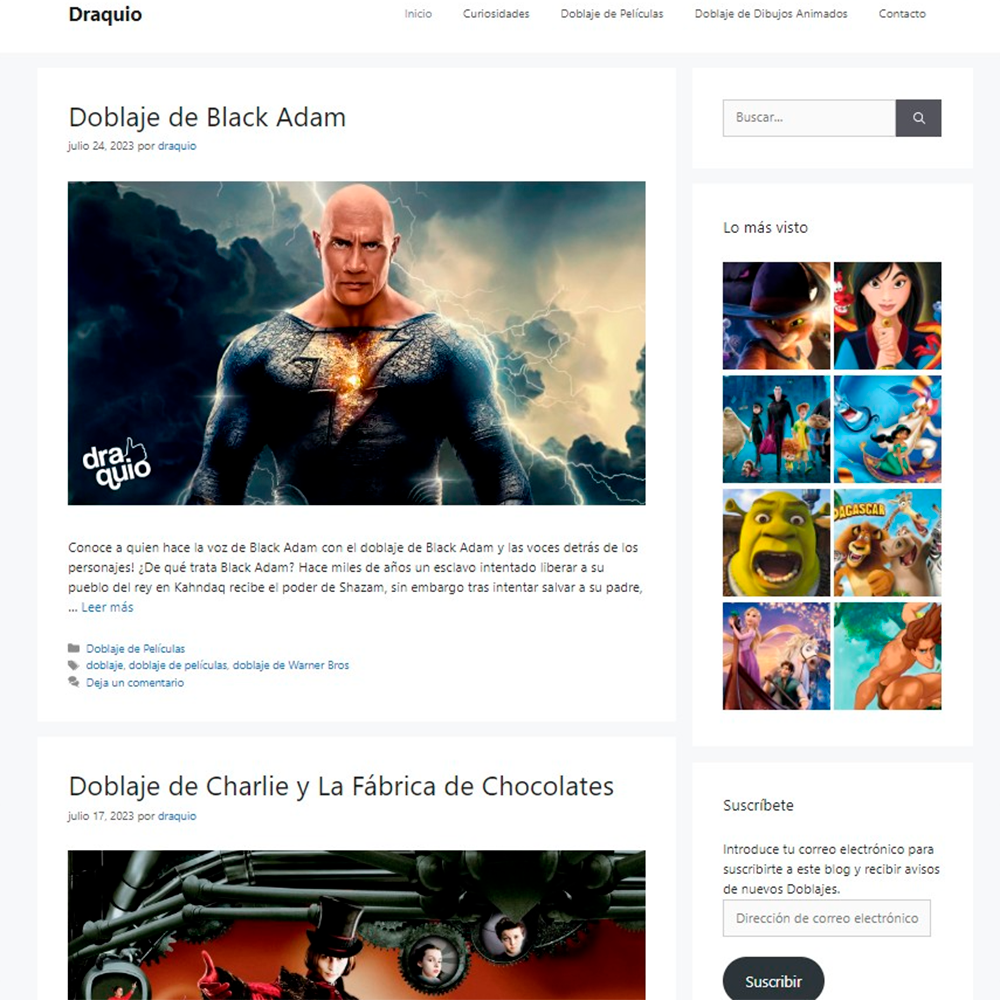 Draquio
Inicio
Curiosidades
Doblaje de Películas
Doblaje de Dibujos Animados
Contacto
Doblaje de Black Adam
julio 24, 2023 por draquio
dra
quio
Conoce a quien hace la voz de Black Adam con el doblaje de Black Adam y las voces detrás de los
personajes! ¿De qué trata Black Adam? Hace miles de años un esclavo intentado liberar a su
pueblo del rey en Kahndaq recibe el poder de Shazam, sin embargo tras intentar salvar a su padre,
... Leer más
Doblaje de Películas
doblaje, doblaje de películas, doblaje de Warner Bros
Deja un comentario
Doblaje de Charlie y La Fábrica de Chocolates
julio 17, 2023 por draquio
Buscar...
Lo más visto
DAGASCAR
Suscríbete
Introduce tu correo electrónico para
suscribirte a este blog y recibir avisos
de nuevos Doblajes.
Dirección de correo electrónico
Suscribir